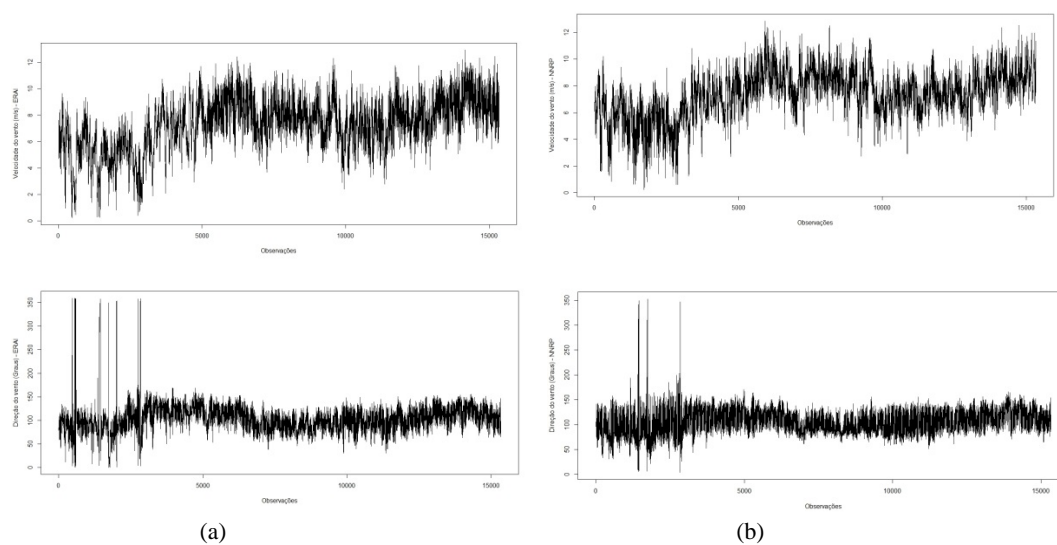 Velocidade do vento (m/s) - ERAI
0 2 4 6 8 10 12
0 5000 10000 15000
Observações
Velocidade do vento (m/s) - NNRP
0 2 4 6 8 10 12
0 5000 10000 15000
Observações
Direção do vento (Graus) - ERAI
0 50 100 150 200 250 300 350
0 5000 10000 15000
Observações
Direção do vento (Graus) - NNRP
0 50 100 150 200 250 300 350
0 5000 10000 15000
Observações
(a)
(b)